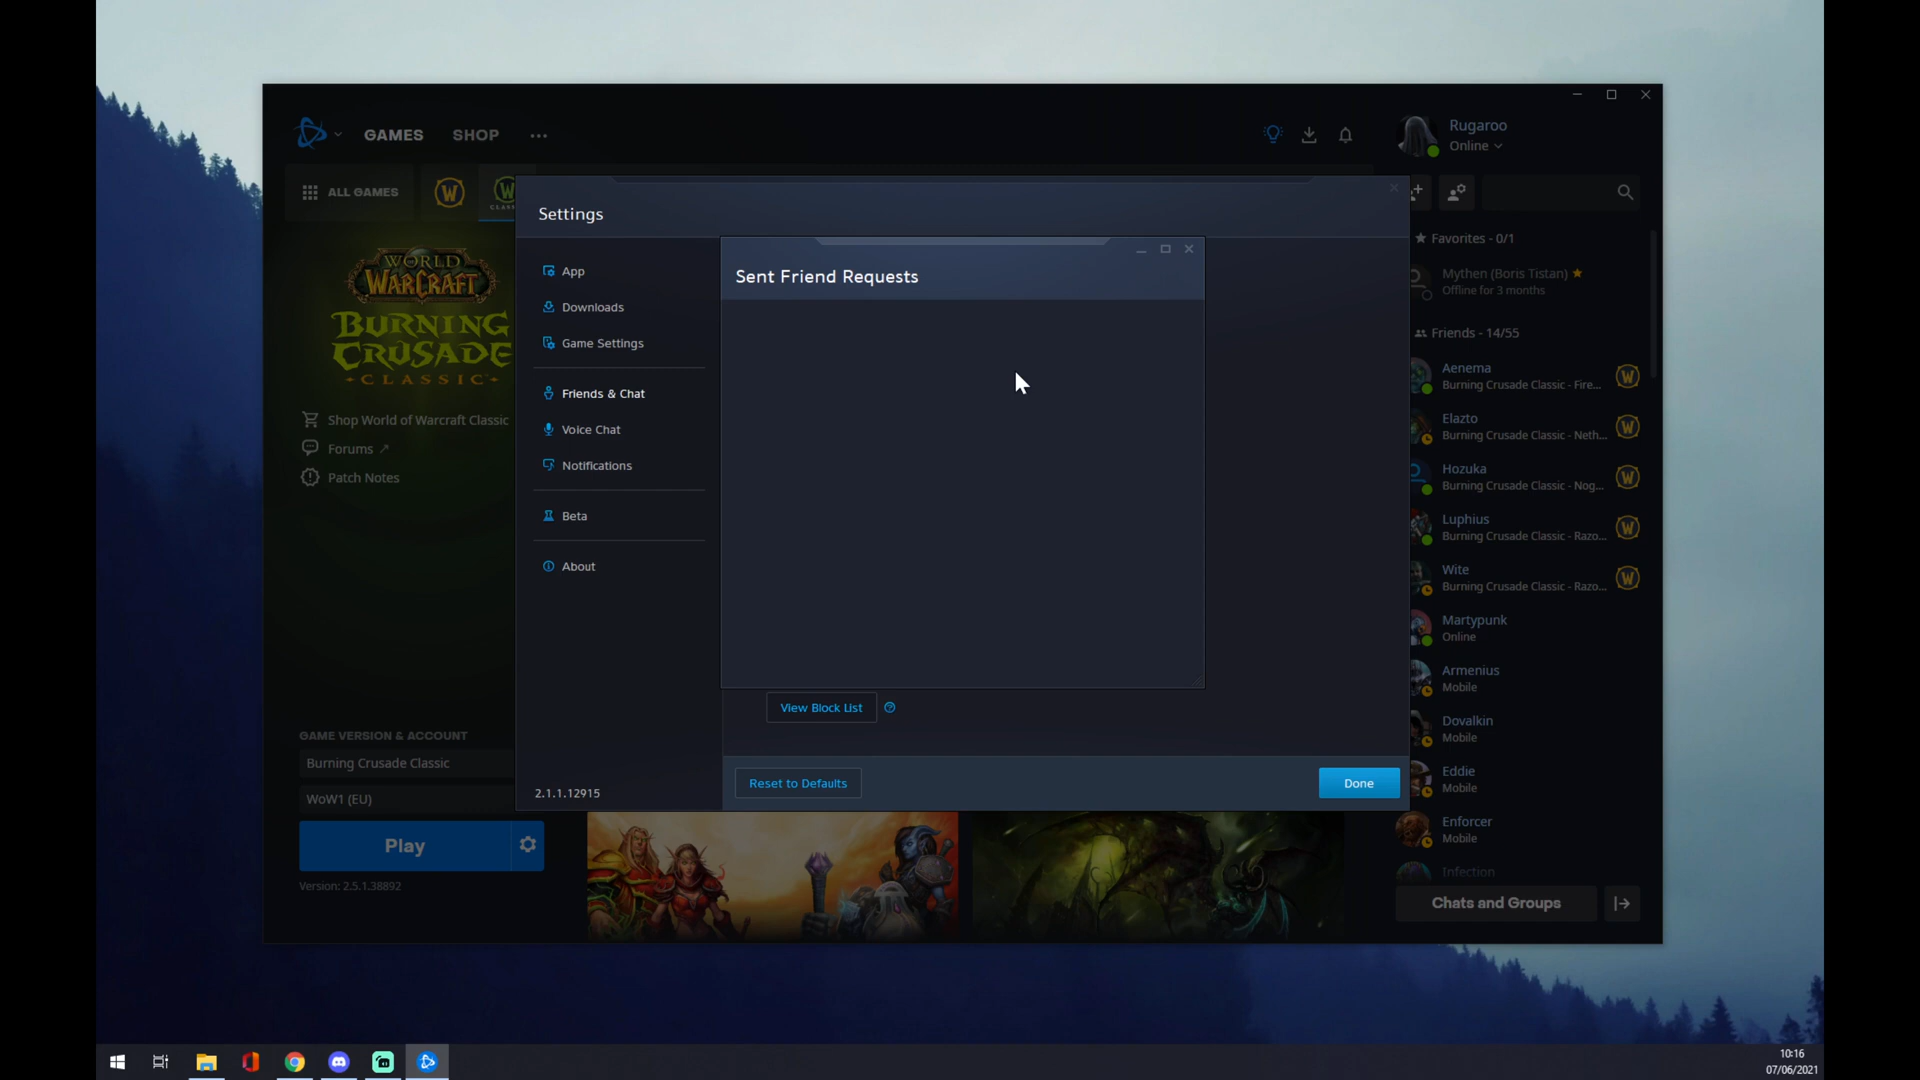 GAMES
SHOP
Rugaroo
Online
ALL GAMES
W
W
CLASS
WORLD
WARCRAFT
BURNING
CRUSADE
CLASSIC
Shop World of Warcraft Classic
Forums
Patch Notes
GAME VERSION & ACCOUNT
Burning Crusade Classic
WoW1 (EU)
Play
Version: 2.5.1.38892
Settings
App
Downloads
Game Settings
Friends & Chat
Voice Chat
Notifications
Beta
About
2.1.1.12915
Sent Friend Requests
View Block List
Reset to Defaults
Done
Favorites - 0/1
Mythen (Boris Tistan)
Offline for 3 months
Friends - 14/55
Aenema
Burning Crusade Classic - Fire...
Elazto
Burning Crusade Classic - Neth...
Hozuka
Burning Crusade Classic - Nog...
Luphius
Burning Crusade Classic - Razo...
Wite
Burning Crusade Classic - Razo...
Martypunk
Online
Armenius
Mobile
Dovalkin
Mobile
Eddie
Mobile
Enforcer
Mobile
Infection
Chats and Groups
10:16
07/06/2021